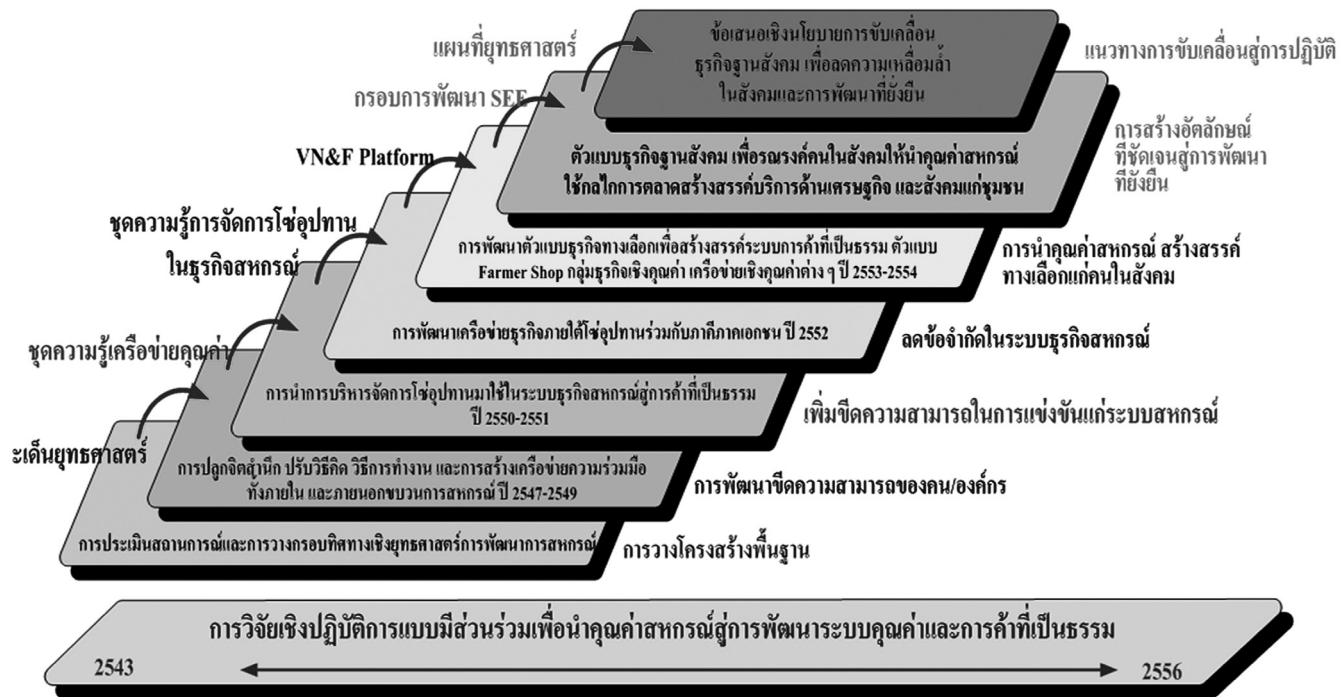 แผนที่ยุทธศาสตร์
ข้อเสนอเชิงนโยบายการขับเคลื่อน
ธุรกิจฐานสังคม เพื่อลดความเหลื่อมล้ำ
ในสังคมและการพัฒนาที่ยั่งยืน
แนวทางการขับเคลื่อนสู่การปฏิบัติ
กรอบการพัฒนา SEE
ตัวแบบธุรกิจฐานสังคม เพื่อรณรงค์คนในสังคมให้นำคุณค่าสหกรณ์
ใช้กลไกการตลาดสร้างสรรค์บริการด้านเศรษฐกิจ และสังคมแก่ชุมชน
การสร้างอัตลักษณ์
ที่ชัดเจนสู่การพัฒนา
ที่ยั่งยืน
VN&F Platform
การพัฒนาตัวแบบธุรกิจทางเลือกเพื่อสร้างสรรค์ระบบการค้าที่เป็นธรรม ตัวแบบ
Farmer Shop กลุ่มธุรกิจเชิงคุณค่า เครือข่ายเชิงคุณค่าต่าง ๆ ปี 2553-2554
การนำคุณค่าสหกรณ์ สร้างสรรค์
ทางเลือกแก่คนในสังคม
ชุดความรู้การจัดการโซ่อุปทาน
ในธุรกิจสหกรณ์
การพัฒนาเครือข่ายธุรกิจภายใต้โซ่อุปทานร่วมกับภาคีภาคเอกชน ปี 2552
ลดข้อจำกัดในระบบธุรกิจสหกรณ์
ชุดความรู้เครือข่ายคุณค่า
การนำการบริหารจัดการโซ่อุปทานมาใช้ในระบบธุรกิจสหกรณ์สู่การค้าที่เป็นธรรม
ปี 2550-2551
เพิ่มขีดความสามารถในการแข่งขันแก่ระบบสหกรณ์
ะเด็นยุทธศาสตร์
การปลูกจิตสำนึก ปรับวิธีคิด วิธีการทำงาน และการสร้างเครือข่ายความร่วมมือ
ทั้งภายใน และภายนอกขบวนการสหกรณ์ ปี 2547-2549
การพัฒนาขีดความสามารถของคน/องค์กร
การประเมินสถานการณ์และการวางกรอบทิศทางเชิงยุทธศาสตร์การพัฒนาการสหกรณ์
การวางโครงสร้างพื้นฐาน
การวิจัยเชิงปฏิบัติการแบบมีส่วนร่วมเพื่อนำคุณค่าสหกรณ์สู่การพัฒนาระบบคุณค่าและการค้าที่เป็นธรรม
2543
2556